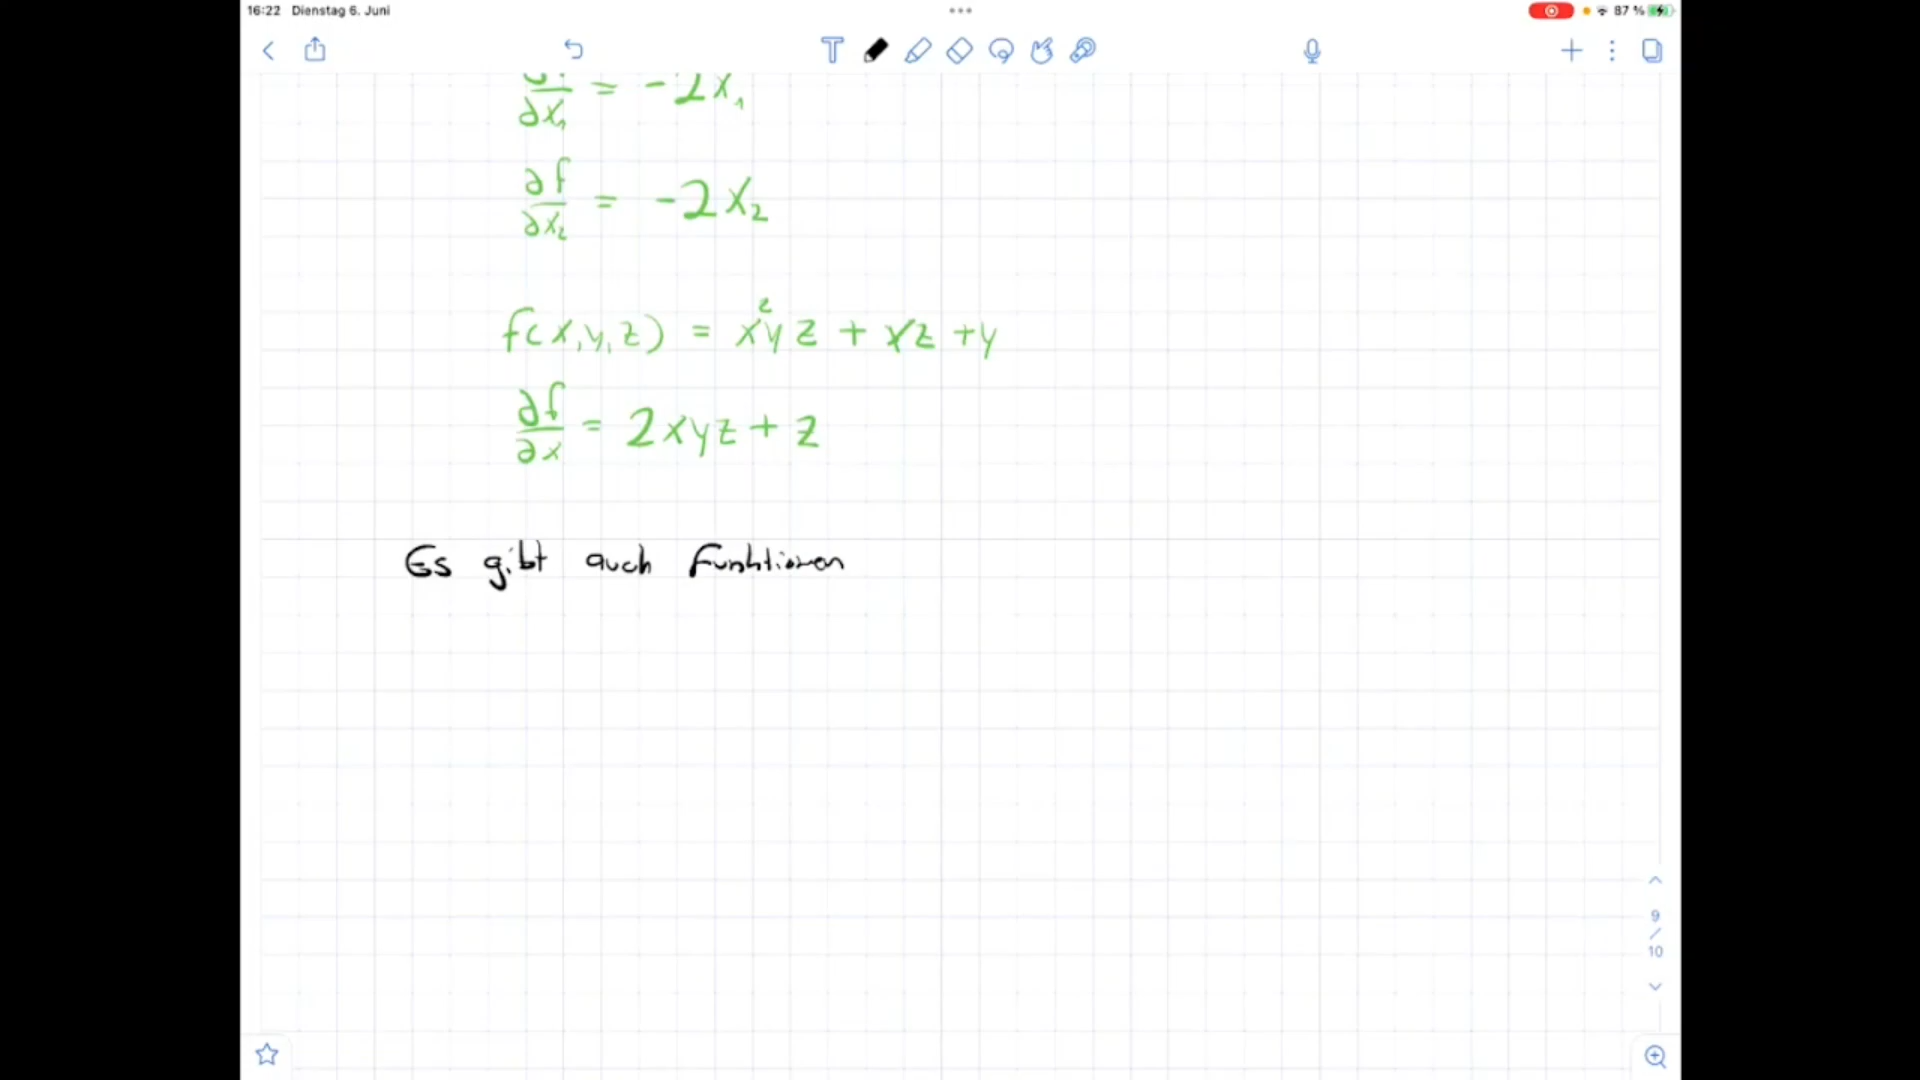 16:22 Dienstag 6. Juni 87 %
∂x₁ = -2x₁
∂f/∂x₂ = -2x₂
f(x,y,z) = x²yz + xz + y
∂f/∂x = 2xyz + z
Es gibt auch Funktionen
9
/
10